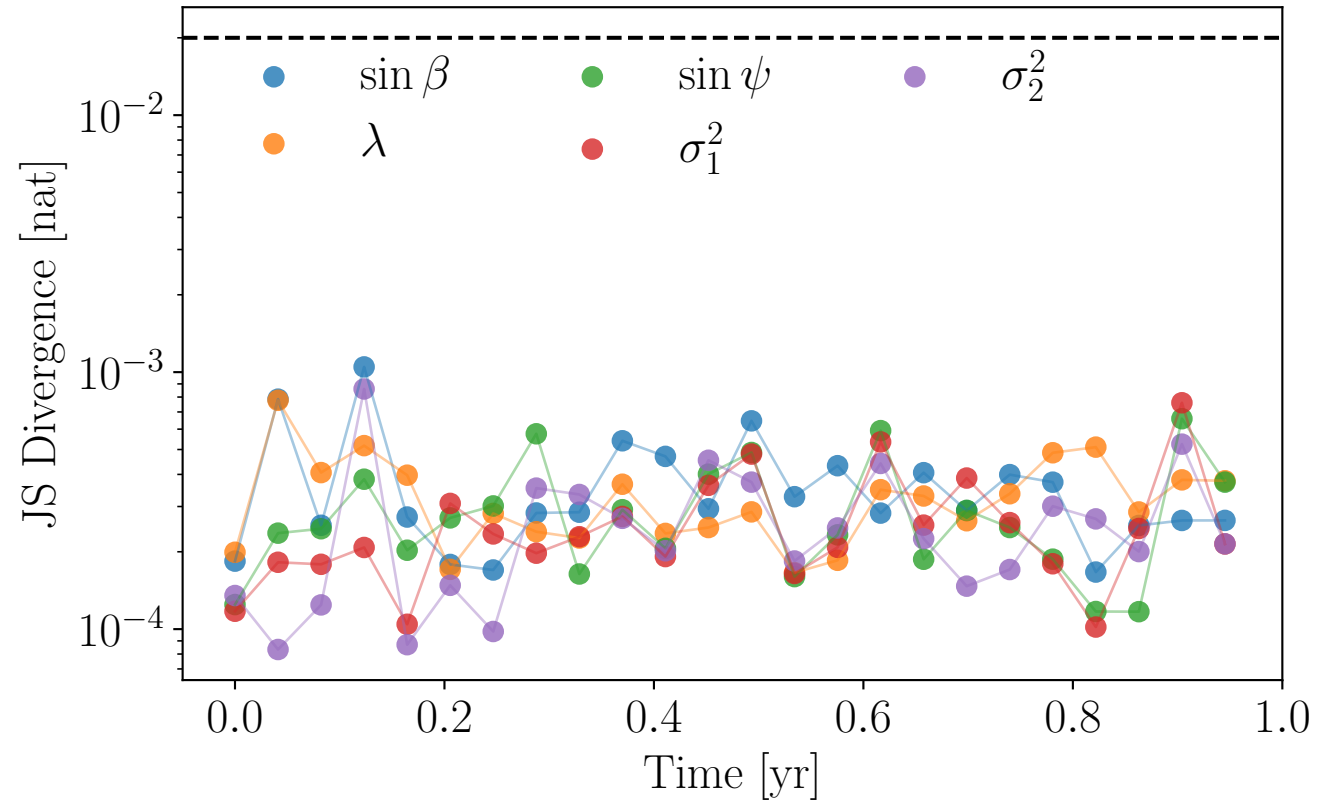 sin β
sin ψ
σ₂²
λ
σ₁²
10⁻²
10⁻³
10⁻⁴
JS Divergence [nat]
0.0 0.2 0.4 0.6 0.8 1.0
Time [yr]